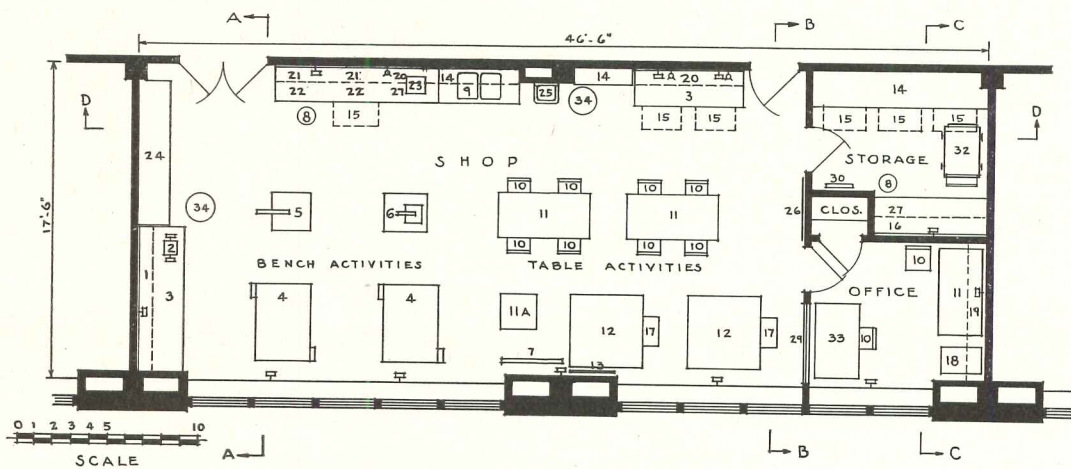 A B C
46'-6"
21 21 20 14 14 20
22 22 27 23 9 25 34 3 14
8 15 15 15 15 15 15
D D
SHOP STORAGE 32
24 30 8
17'-6" 34 5 6 10 10 10 10 26 CLOS. 27
11 11 16
2 10 10 10 10
BENCH ACTIVITIES TABLE ACTIVITIES 10
1 3 OFFICE 11
4 4 11A 12 17 12 17 29 33 10 19
7 13 18
0 1 2 3 4 5 10
SCALE
A B C